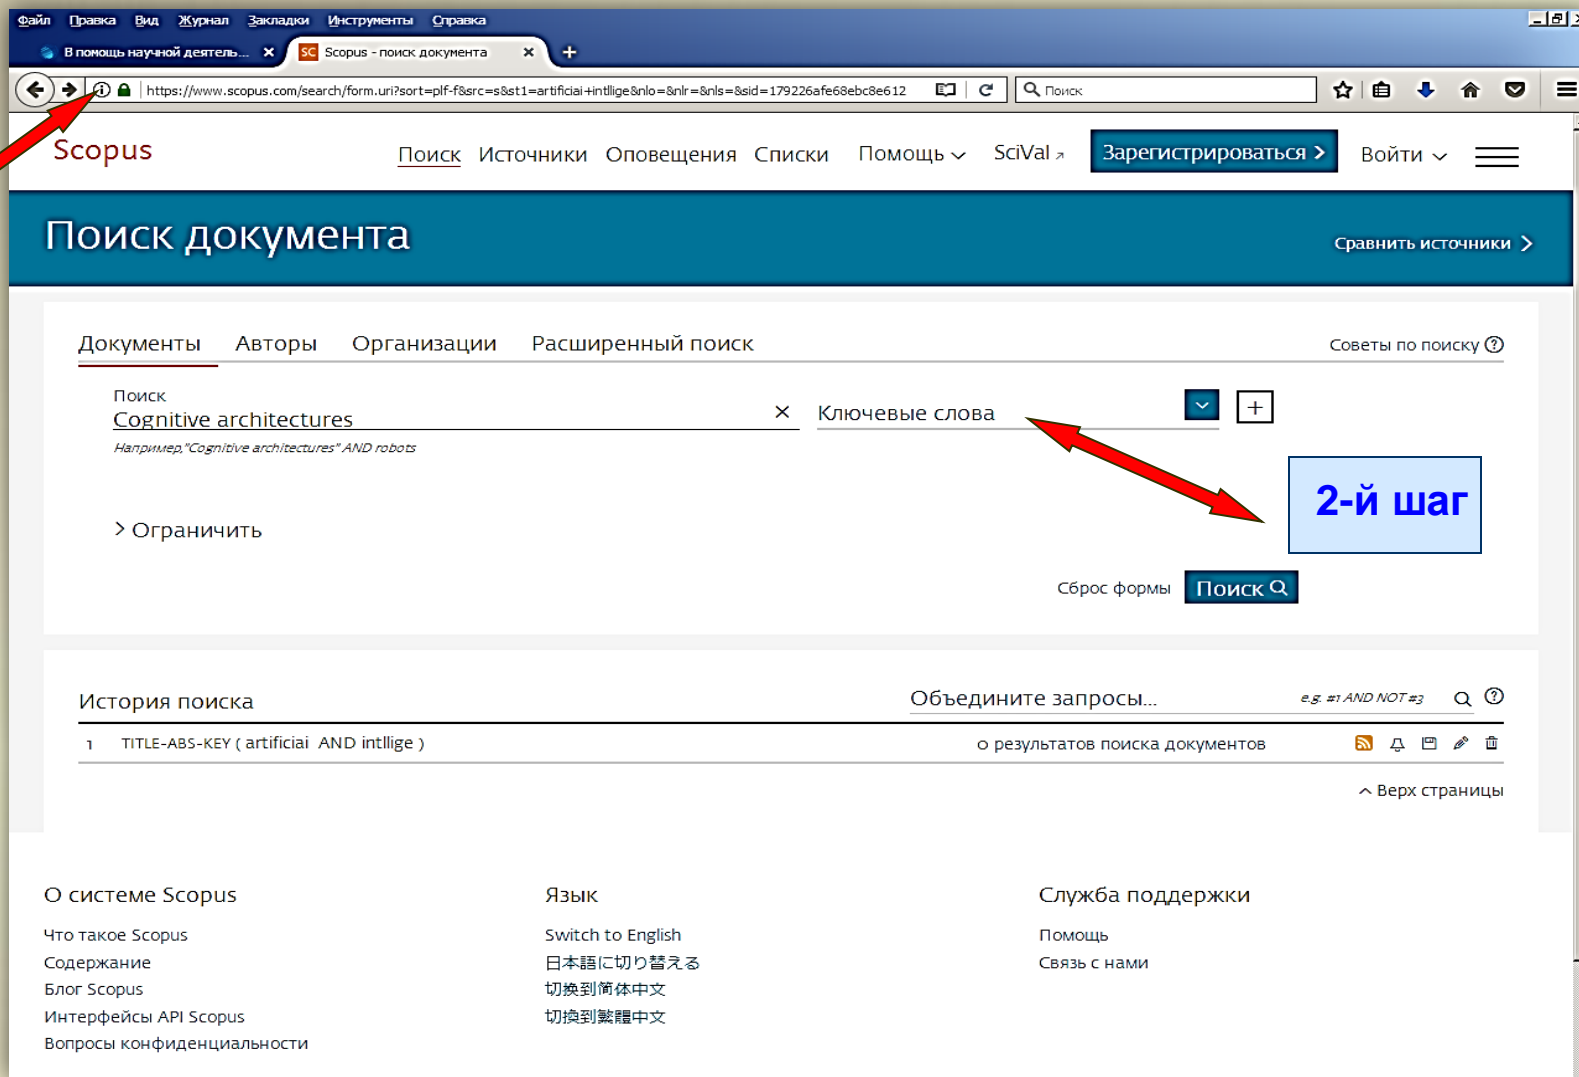 Файл Правка Вид Журнал Закладки Инструменты Справка
В помощь научной деятель... SC Scopus - поиск документа
https://www.scopus.com/search/form.uri?sort=plf-f&src=s&st1=artificiai+intllige&nlo=&nlr=&nls=&sid=179226afe68ebc8e612 Поиск
Scopus Поиск Источники Оповещения Списки Помощь SciVal Зарегистрироваться Войти
Поиск документа
Сравнить источники
Документы Авторы Организации Расширенный поиск Советы по поиску
Поиск
Cognitive architectures Ключевые слова
Например,"Cognitive architectures" AND robots
2-й шаг
Ограничить
Сброс формы Поиск
История поиска Объедините запросы... e.g. #1 AND NOT #3
1 TITLE-ABS-KEY ( artificiai AND intllige ) 0 результатов поиска документов
Верх страницы
О системе Scopus Язык Служба поддержки
Что такое Scopus Switch to English Помощь
Содержание 日本語に切り替える Связь с нами
Блог Scopus 切换到简体中文
Интерфейсы API Scopus 切換到繁體中文
Вопросы конфиденциальности